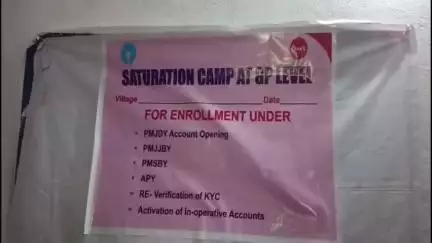 SATURATION CAMP AT GP LEVEL
Village Date
FOR ENROLLMENT UNDER
PMJDY Account Opening
PMJJBY
PMSBY
APY
RE- Verification of KYC
Activation of in-operative Accounts